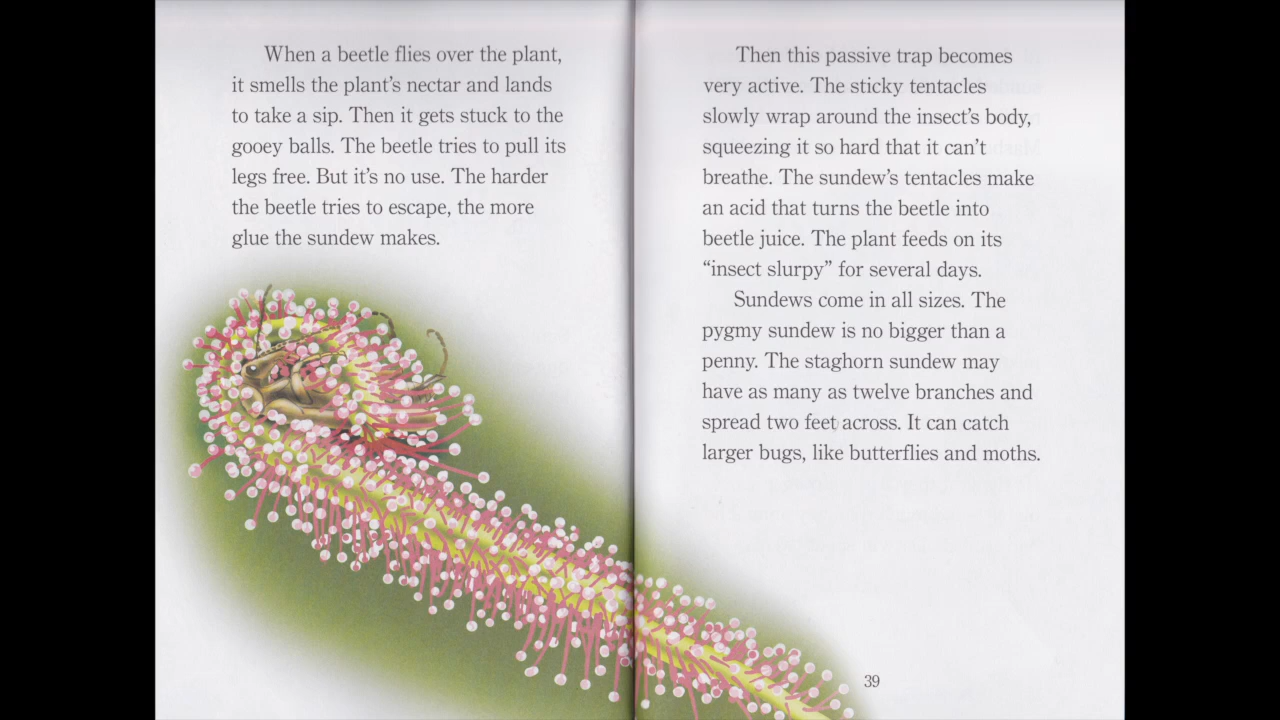 When a beetle flies over the plant,
it smells the plant's nectar and lands
to take a sip. Then it gets stuck to the
gooey balls. The beetle tries to pull its
legs free. But it's no use. The harder
the beetle tries to escape, the more
glue the sundew makes.
Then this passive trap becomes
very active. The sticky tentacles
slowly wrap around the insect's body,
squeezing it so hard that it can't
breathe. The sundew's tentacles make
an acid that turns the beetle into
beetle juice. The plant feeds on its
“insect slurpy” for several days.
Sundews come in all sizes. The
pygmy sundew is no bigger than a
penny. The staghorn sundew may
have as many as twelve branches and
spread two feet across. It can catch
larger bugs, like butterflies and moths.
39